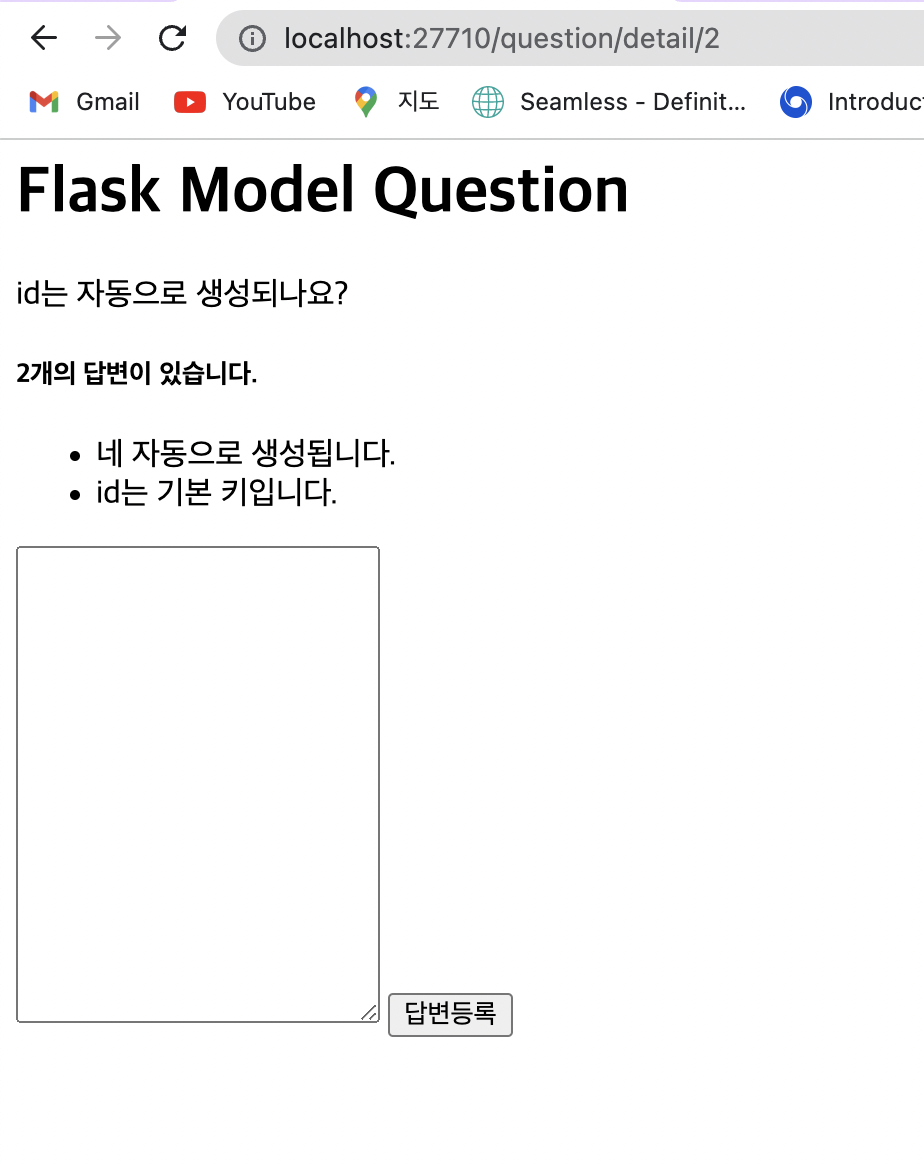 localhost:27710/question/detail/2
Gmail YouTube 지도 Seamless - Definit... Introduc
Flask Model Question
id는 자동으로 생성되나요?
2개의 답변이 있습니다.
네 자동으로 생성됩니다.
id는 기본 키입니다.
답변등록